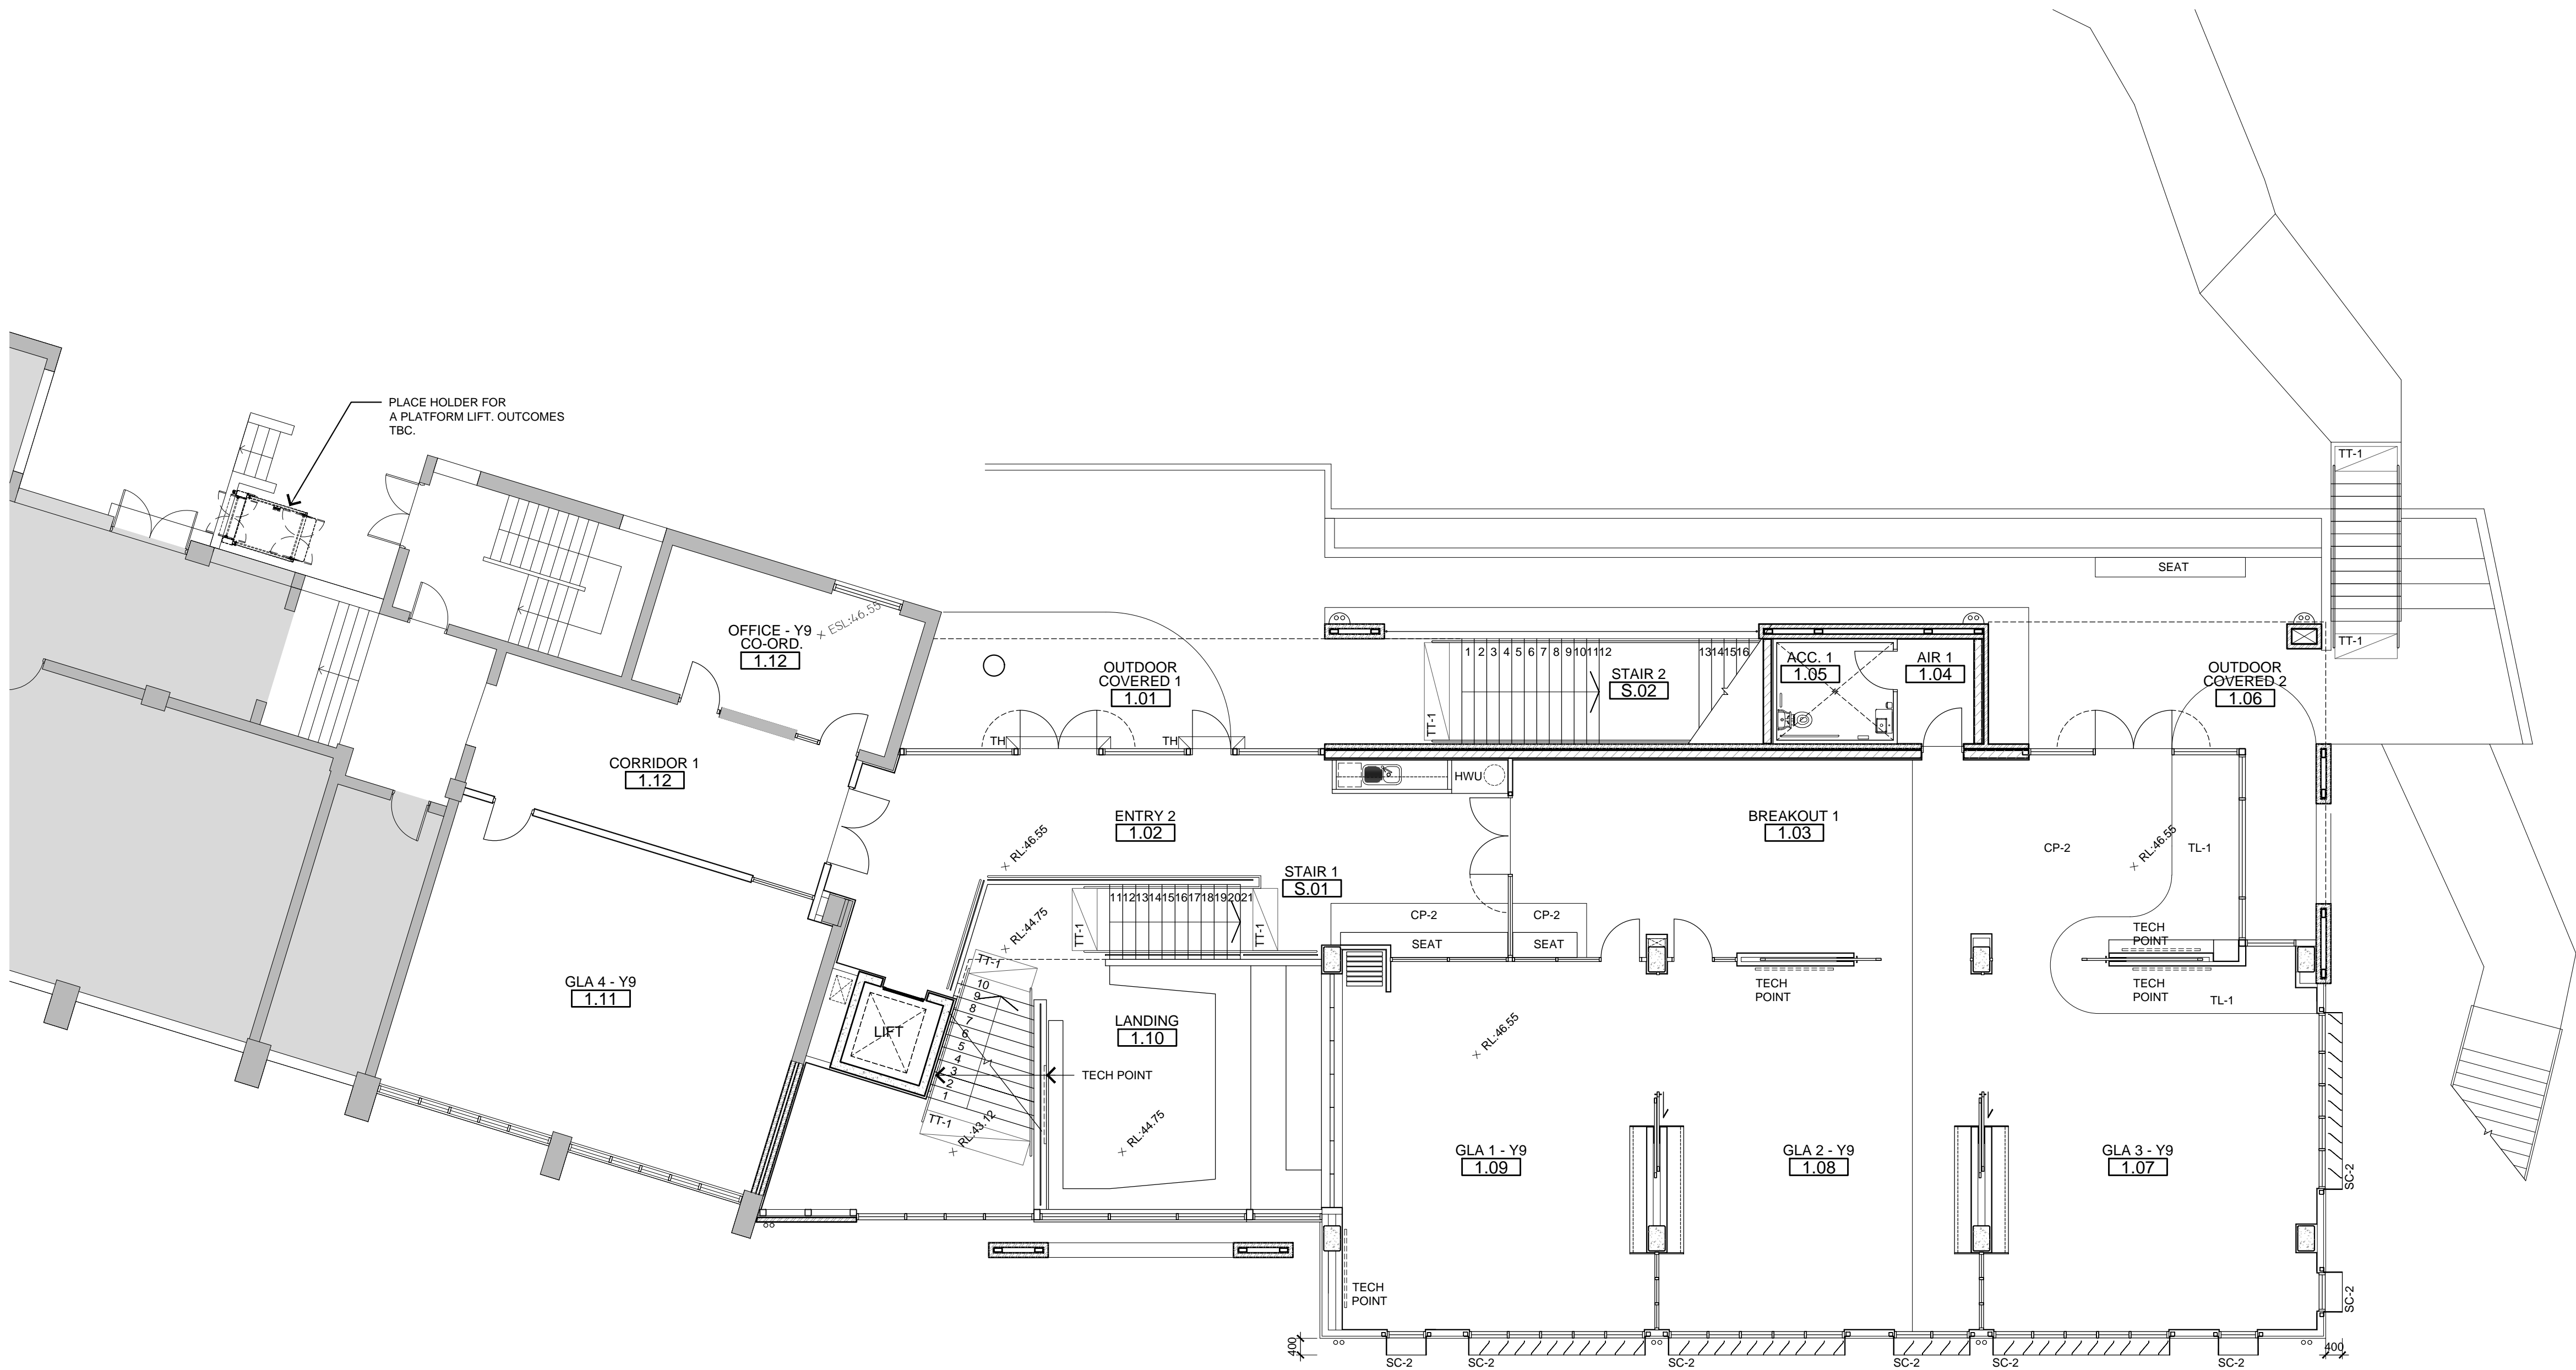 PLACE HOLDER FOR
A PLATFORM LIFT. OUTCOMES
TBC.
TT-1
SEAT
OFFICE - Y9
CO-ORD.
1.12
ESL:46.55
OUTDOOR
COVERED 1
1.01
TH
TH
1 2 3 4 5 6 7 8 9 10 11 12
13 14 15 16
TT-1
STAIR 2
S.02
ACC. 1
1.05
AIR 1
1.04
OUTDOOR
COVERED 2
1.06
TT-1
CORRIDOR 1
1.12
HWU
ENTRY 2
1.02
RL:46.55
BREAKOUT 1
1.03
CP-2
RL:46.55
TL-1
STAIR 1
S.01
11 12 13 14 15 16 17 18 19 20 21
TT-1
TT-1
RL:44.75
CP-2
CP-2
SEAT
SEAT
TECH
POINT
TECH
POINT
TECH
POINT
TL-1
GLA 4 - Y9
1.11
LIFT
TT-1
10
9
8
7
6
5
4
3
2
1
TT-1
RL:43.12
LANDING
1.10
TECH POINT
RL:44.75
RL:46.55
GLA 1 - Y9
1.09
GLA 2 - Y9
1.08
GLA 3 - Y9
1.07
SC-2
SC-2
TECH
POINT
400
400
SC-2
SC-2
SC-2
SC-2
SC-2
SC-2